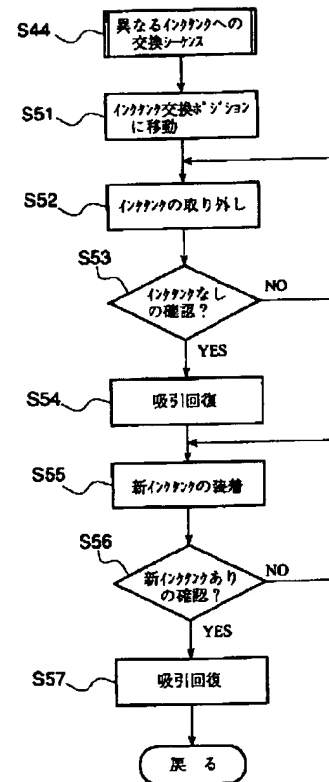 S44
異なるインクタンクへの
交換シーケンス
S51
インクタンク交換ポジション
に移動
S52
インクタンクの取り外し
S53
インクタンクなし
の確認?
NO
YES
S54
吸引回復
S55
新インクタンクの装着
S56
新インクタンクあり
の確認?
NO
YES
S57
吸引回復
戻る